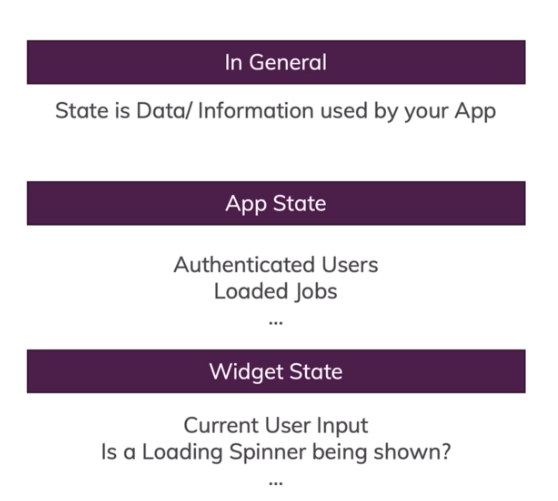 In General
State is Data/ Information used by your App
App State
Authenticated Users
Loaded Jobs
...
Widget State
Current User Input
Is a Loading Spinner being shown?
...